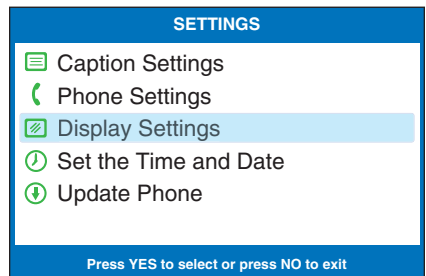 SETTINGS
Caption Settings
Phone Settings
Display Settings
Set the Time and Date
Update Phone
Press YES to select or press NO to exit